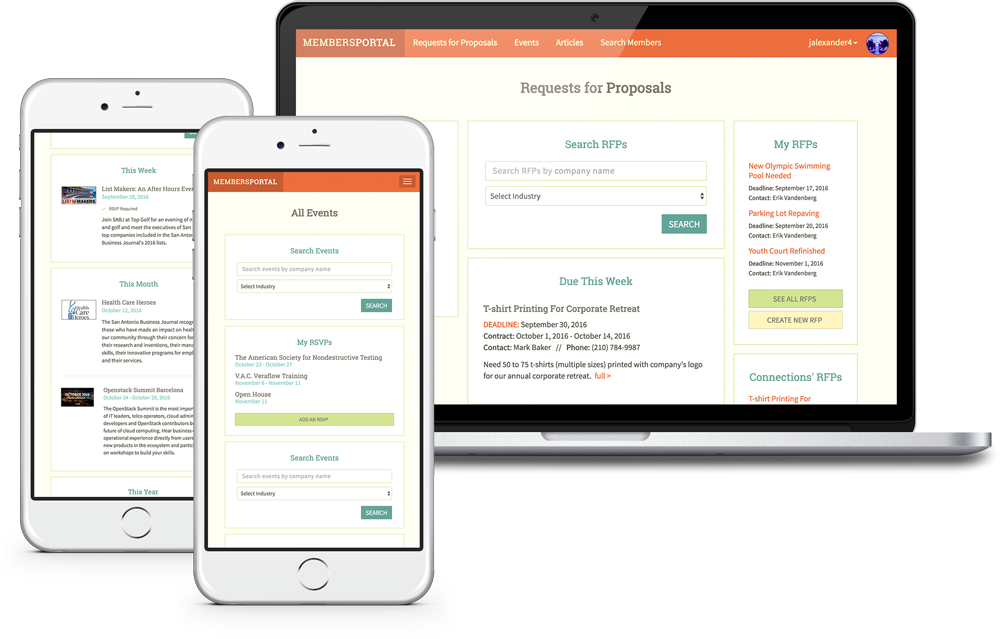 This Week
LIST MAKERS
List Makers: An After Hours Eve
September 28, 2016
RSVP Required
Join SABJ at Top Golf for an evening of n
and golf and meet the executives of San
top companies included in the San Anton
Business Journal's 2016 lists.
This Month
Health Care Heroes
Health Care Heroes
October 12, 2016
The San Antonio Business Journal recog
those who have made an impact on healt
our community through their concern for
their research and inventions, their mana
skills, their innovative programs for empl
and their services.
OCTOBER 2016
Openstack Summit Barcelona
October 24 - October 28, 2016
The OpenStack Summit is the most impor
of IT leaders, telco operators, cloud admin
developers and OpenStack contributors b
future of cloud computing. Hear business
operational experience directly from users
new products in the ecosystem and partic
on workshops to build your skills.
This Year
MEMBERSPORTAL
All Events
Search Events
Search events by company name
Select Industry
SEARCH
My RSVPs
The American Society for Nondestructive Testing
October 23 - October 27
V.A.C. Veraflow Training
November 6 - November 11
Open House
November 11
ADD AN RSVP
Search Events
Search events by company name
Select Industry
SEARCH
MEMBERSPORTAL Requests for Proposals Events Articles Search Members jalexander4
Requests for Proposals
Search RFPs
Search RFPs by company name
Select Industry
SEARCH
Due This Week
T-shirt Printing For Corporate Retreat
DEADLINE: September 30, 2016
Contract: October 1, 2016 - October 14, 2016
Contact: Mark Baker // Phone: (210) 784-9987
Need 50 to 75 t-shirts (multiple sizes) printed with company's logo
for our annual corporate retreat. full >
My RFPs
New Olympic Swimming
Pool Needed
Deadline: September 17, 2016
Contact: Erik Vandenberg
Parking Lot Repaving
Deadline: September 20, 2016
Contact: Erik Vandenberg
Youth Court Refinished
Deadline: November 1, 2016
Contact: Erik Vandenberg
SEE ALL RFPS
CREATE NEW RFP
Connections' RFPs
T-shirt Printing For